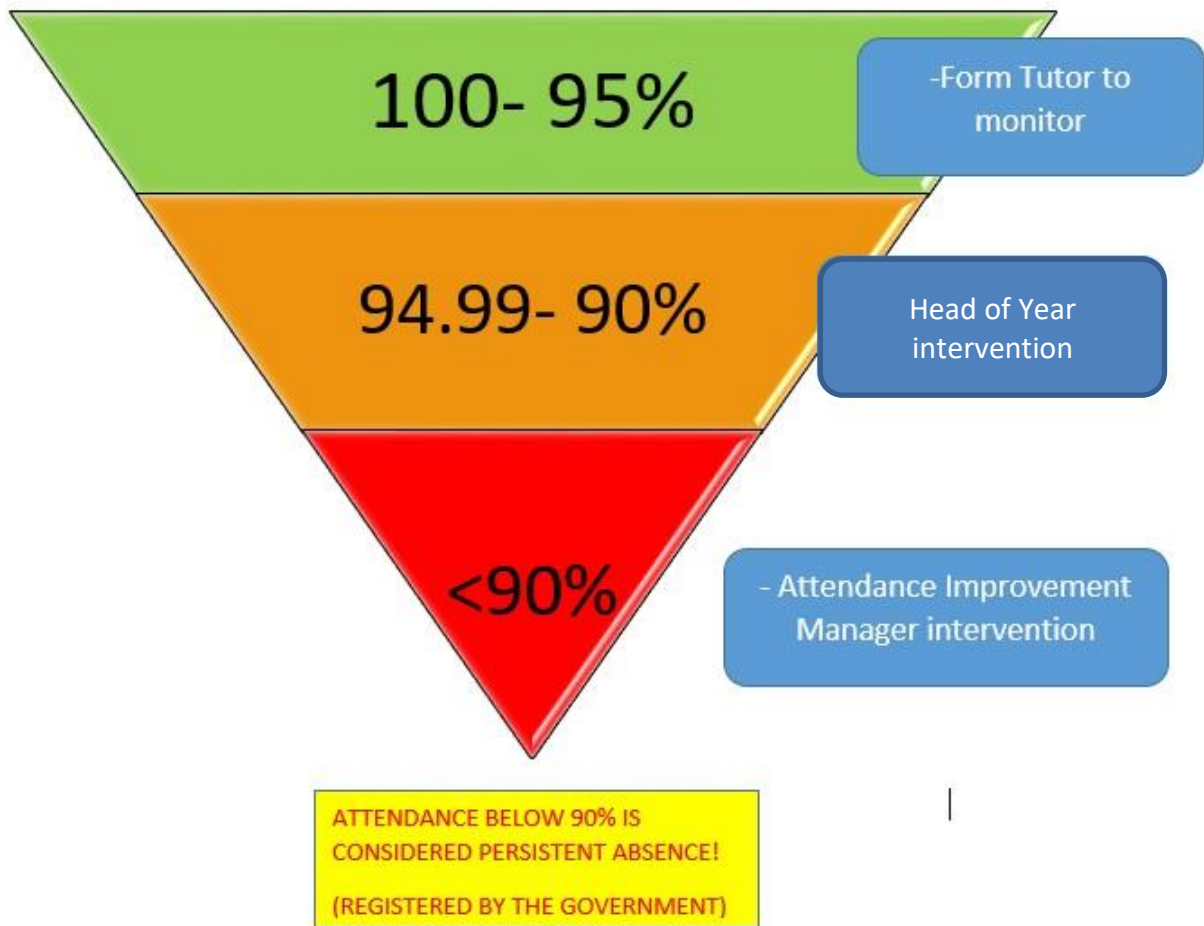 100- 95%
-Form Tutor to
monitor
94.99- 90%
Head of Year
intervention
<90%
- Attendance Improvement
Manager intervention
ATTENDANCE BELOW 90% IS
CONSIDERED PERSISTENT ABSENCE!
(REGISTERED BY THE GOVERNMENT)